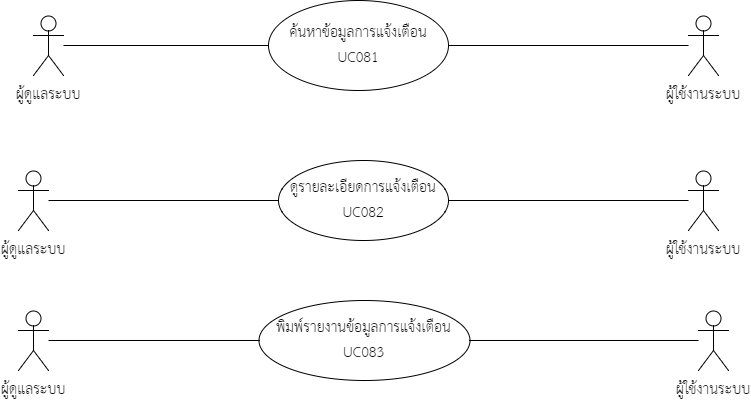 ค้นหาข้อมูลการแจ้งเตือน
UC081
ผู้ดูแลระบบ
ผู้ใช้งานระบบ
ดูรายละเอียดการแจ้งเตือน
UC082
ผู้ดูแลระบบ
ผู้ใช้งานระบบ
พิมพ์รายงานข้อมูลการแจ้งเตือน
UC083
ผู้ดูแลระบบ
ผู้ใช้งานระบบ